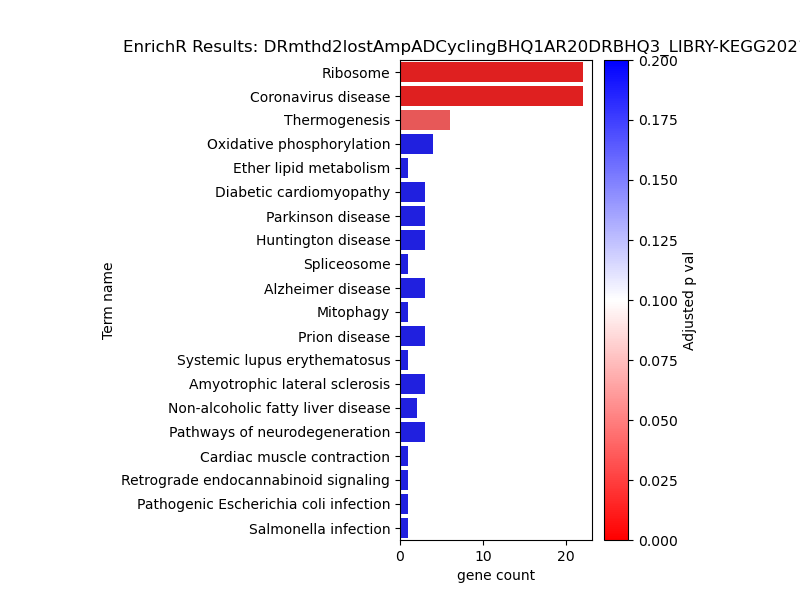 EnrichR Results: DRmthd2lostAmpADCyclingBHQ1AR20DRBHQ3_LIBRY-KEGG202
Ribosome
Coronavirus disease
Thermogenesis
Oxidative phosphorylation
Ether lipid metabolism
Diabetic cardiomyopathy
Parkinson disease
Huntington disease
Spliceosome
Alzheimer disease
Mitophagy
Prion disease
Systemic lupus erythematosus
Amyotrophic lateral sclerosis
Non-alcoholic fatty liver disease
Pathways of neurodegeneration
Cardiac muscle contraction
Retrograde endocannabinoid signaling
Pathogenic Escherichia coli infection
Salmonella infection
Term name
0 10 20
gene count
0.200
0.175
0.150
0.125
0.100
0.075
0.050
0.025
0.000
Adjusted p val